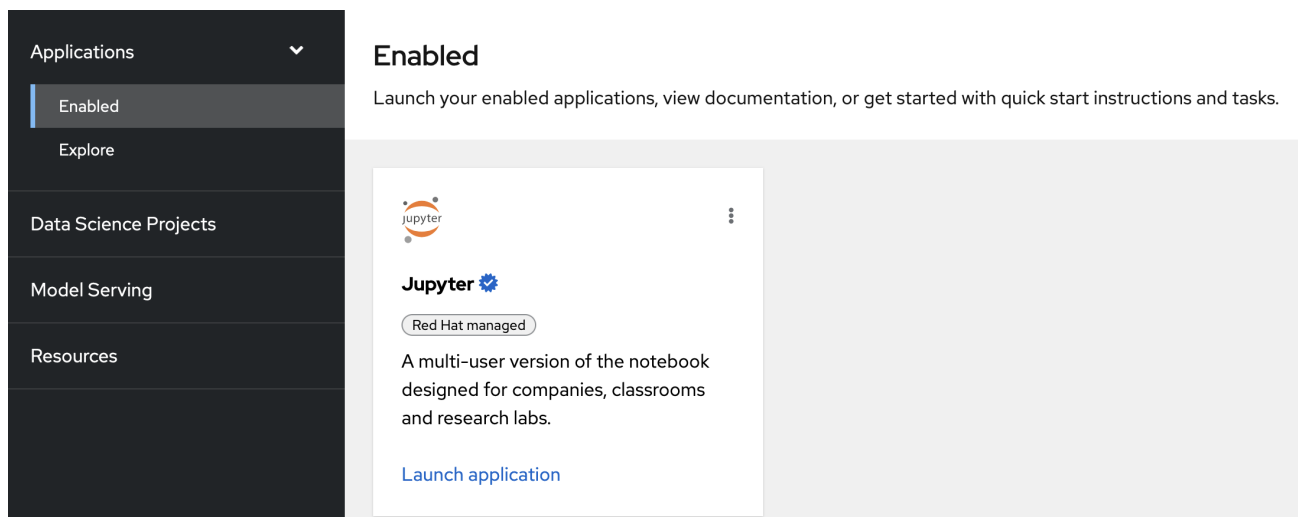 Applications
Enabled
Explore
Data Science Projects
Model Serving
Resources
Enabled
Launch your enabled applications, view documentation, or get started with quick start instructions and tasks.
jupyter
Jupyter
Red Hat managed
A multi-user version of the notebook
designed for companies, classrooms
and research labs.
Launch application